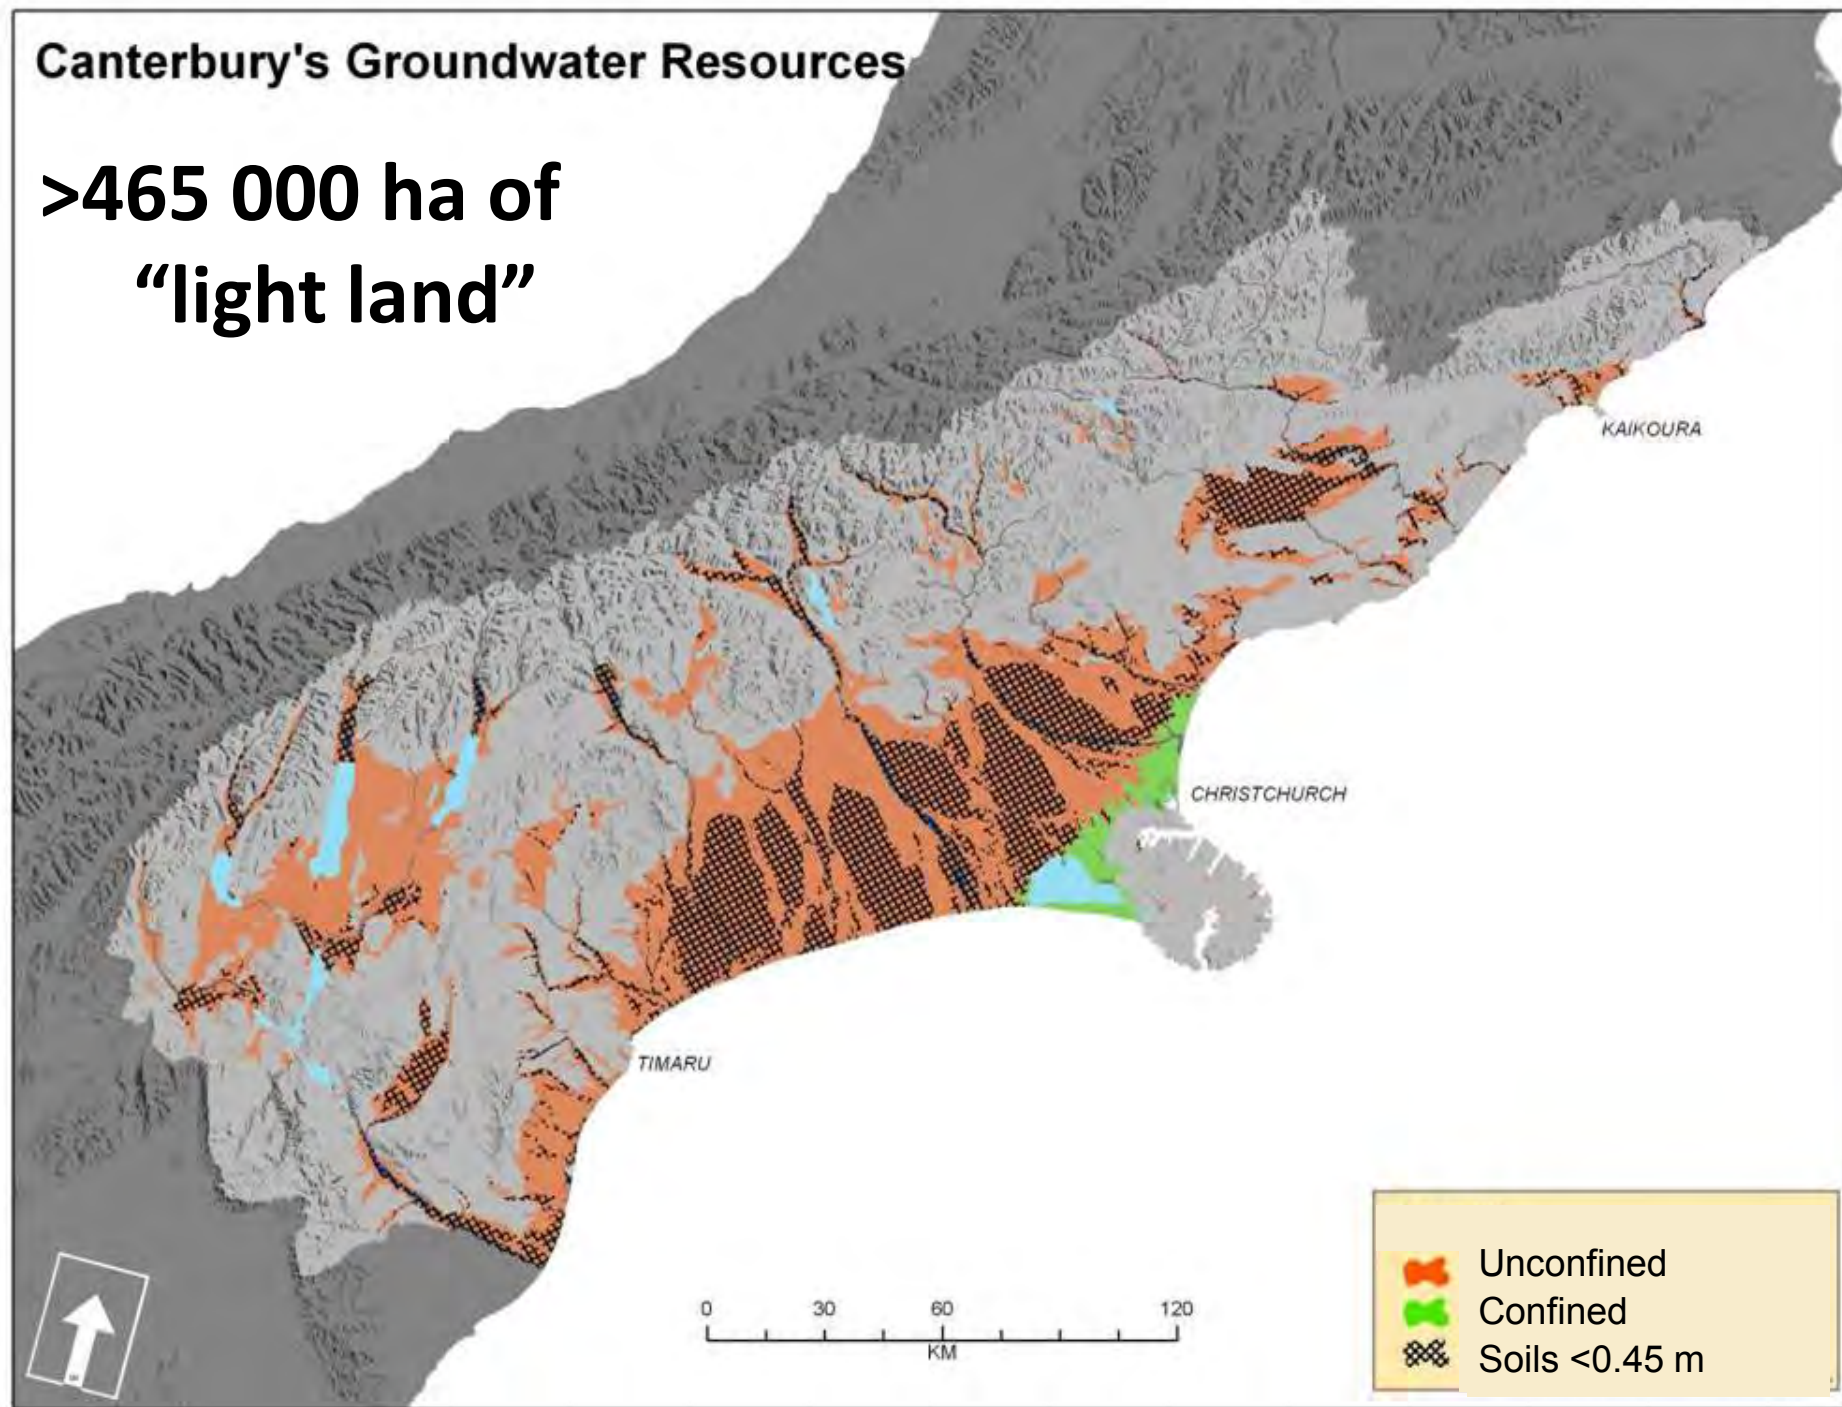 Canterbury's Groundwater Resources
>465 000 ha of
“light land”
KAIKOURA
CHRISTCHURCH
TIMARU
0 30 60 120
KM
Unconfined
Confined
Soils <0.45 m